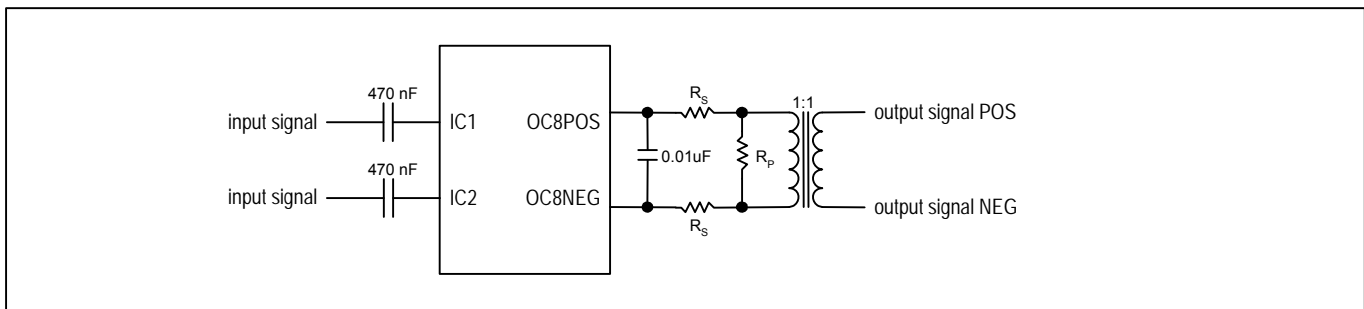 470 nF
input signal
IC1
OC8POS
R_S
1:1
output signal POS
0.01uF
R_P
470 nF
input signal
IC2
OC8NEG
R_S
output signal NEG